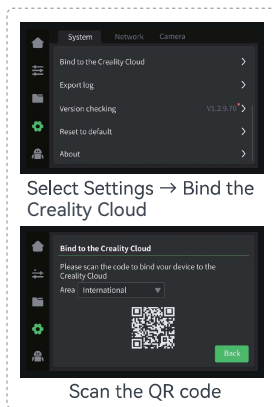 System Network Camera
Bind to the Creality Cloud >
Export log >
Version checking V1.2.9.70 >
Reset to default >
About >
Select Settings → Bind the
Creality Cloud
Bind to the Creality Cloud
Please scan the code to bind your device to the
Creality Cloud
Area International ▼
Back
Scan the QR code